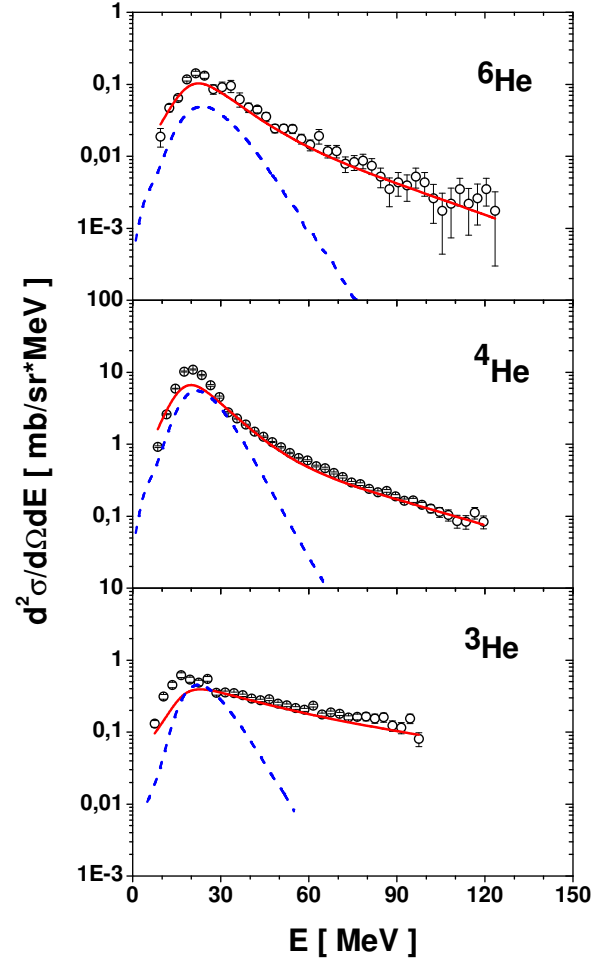 1
0,1
0,01
1E-3
100
⁶He
10
1
0,1
10
⁴He
1
0,1
0,01
1E-3
³He
0 30 60 90 120 150
E [ MeV ]
d²σ/dΩdE [ mb/sr*MeV ]